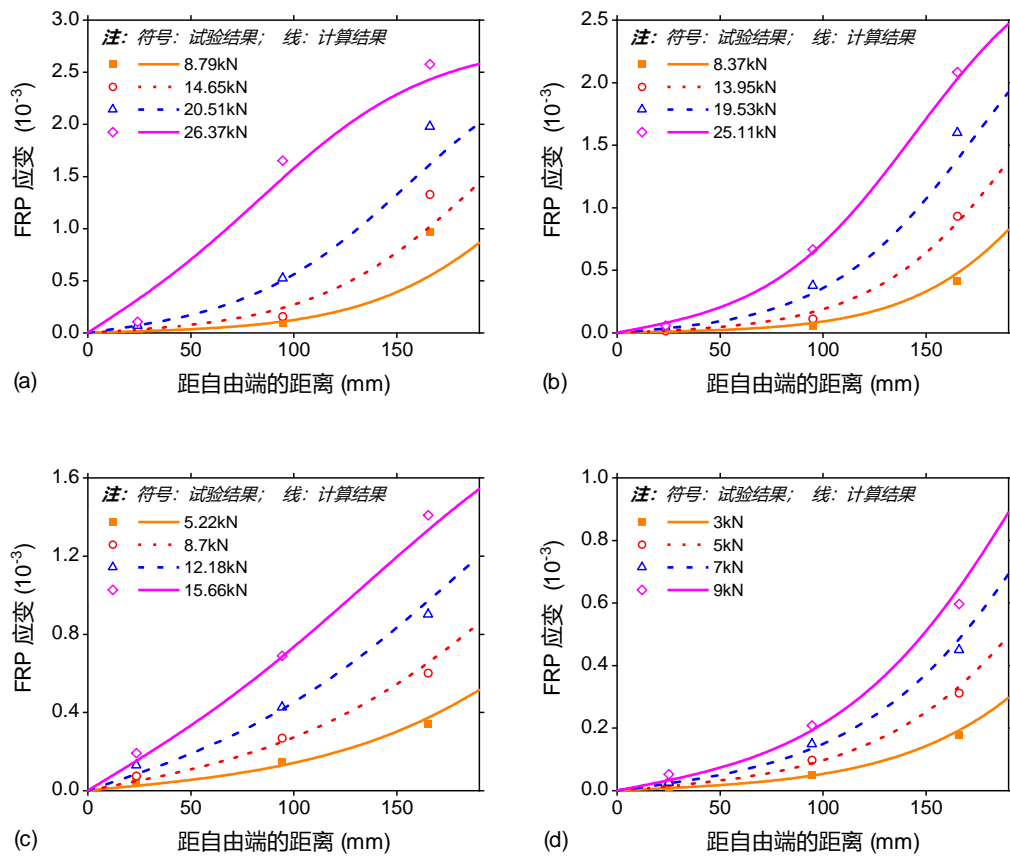 3.0
2.5
2.0
1.5
1.0
0.5
0.0
FRP 应变 (10-3)
注：符号：试验结果； 线：计算结果
8.79kN
14.65kN
20.51kN
26.37kN
0 50 100 150
距自由端的距离 (mm)
(a)
2.5
2.0
1.5
1.0
0.5
0.0
FRP 应变 (10-3)
注：符号：试验结果； 线：计算结果
8.37kN
13.95kN
19.53kN
25.11kN
0 50 100 150
距自由端的距离 (mm)
(b)
1.6
1.2
0.8
0.4
0.0
FRP 应变 (10-3)
注：符号：试验结果； 线：计算结果
5.22kN
8.7kN
12.18kN
15.66kN
0 50 100 150
距自由端的距离 (mm)
(c)
1.0
0.8
0.6
0.4
0.2
0.0
FRP 应变 (10-3)
注：符号：试验结果； 线：计算结果
3kN
5kN
7kN
9kN
0 50 100 150
距自由端的距离 (mm)
(d)